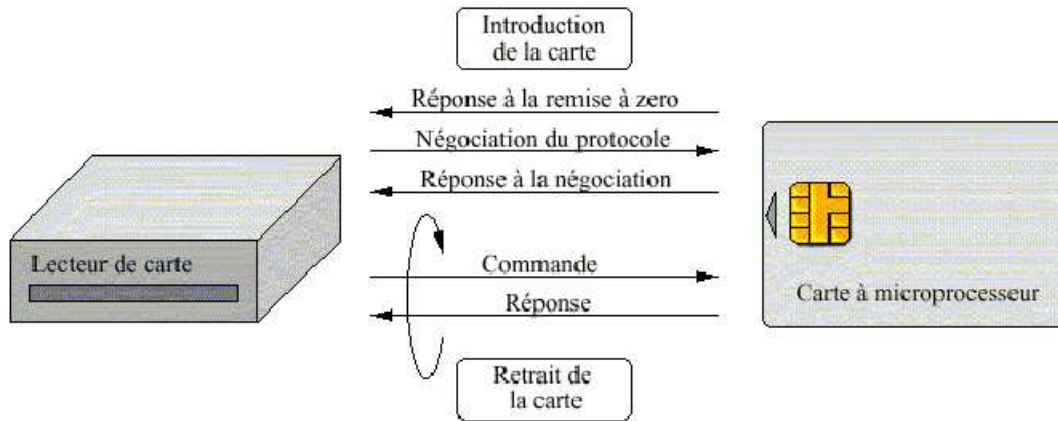 Introduction
de la carte
Réponse à la remise à zero
Négociation du protocole
Réponse à la négociation
Lecteur de carte
Commande
Réponse
Carte à microprocesseur
Retrait de
la carte